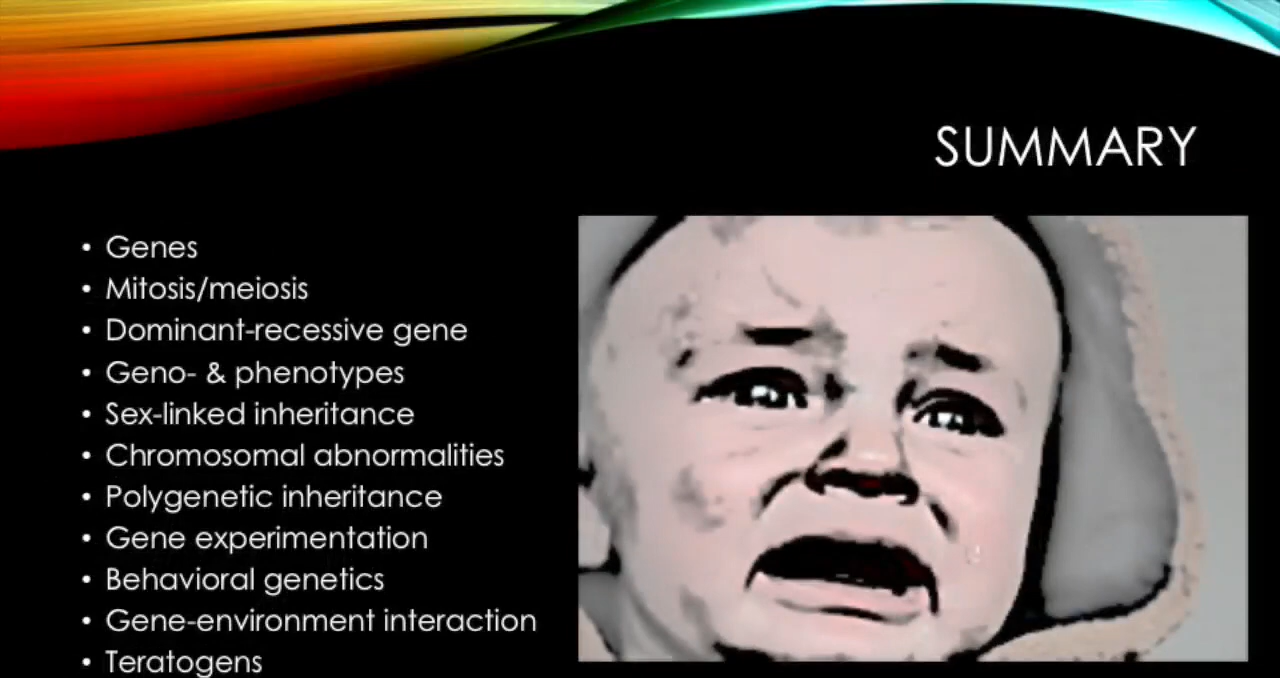 SUMMARY
• Genes
• Mitosis/meiosis
• Dominant-recessive gene
• Geno- & phenotypes
• Sex-linked inheritance
• Chromosomal abnormalities
• Polygenetic inheritance
• Gene experimentation
• Behavioral genetics
• Gene-environment interaction
• Teratogens